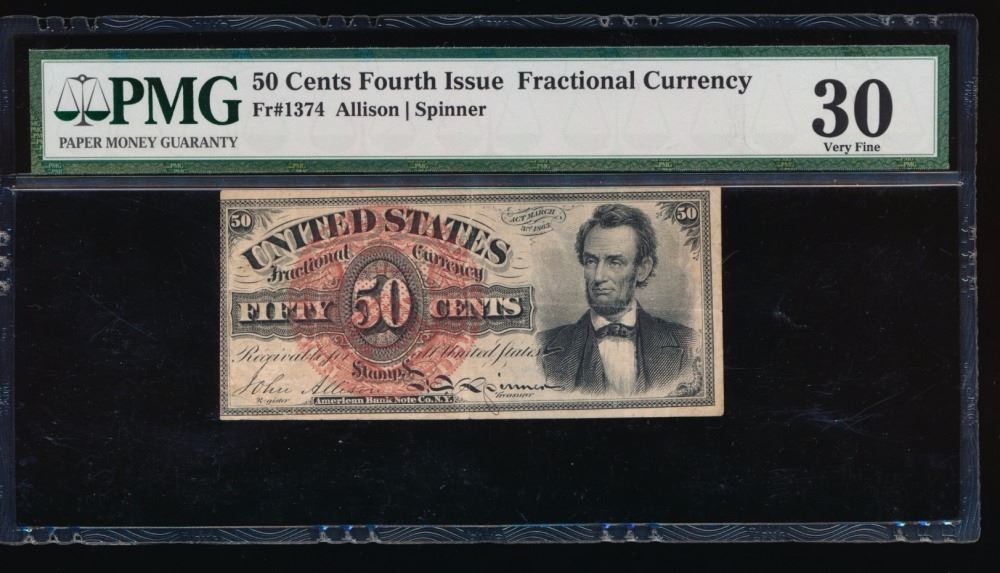 PMG
PAPER MONEY GUARANTY
50 Cents Fourth Issue Fractional Currency
Fr#1374 Allison | Spinner
30
Very Fine
50
UNITED STATES
ACT MARCH
3RD 1863
50
Fractional Currency
FIFTY 50 CENTS
Receivable for all United States
Stamps
John Allison F. E. Spinner
Register
Treasurer
American Bank Note Co. N.Y.
50